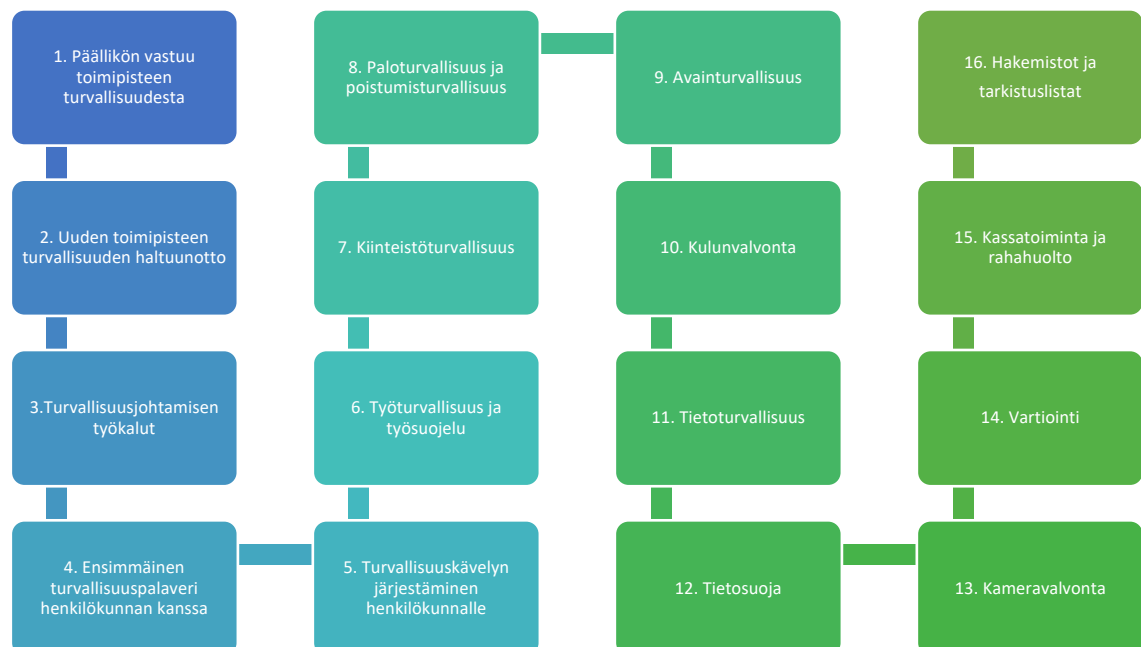 1. Päällikön vastuu
toimipisteen
turvallisuudesta
2. Uuden toimipisteen
turvallisuuden haltuunotto
3.Turvallisuusjohtamisen
työkalut
4. Ensimmäinen
turvallisuuspalaveri
henkilökunnan kanssa
5. Turvallisuuskävelyn
järjestäminen
henkilökunnalle
6. Työturvallisuus ja
työsuojelu
7. Kiinteistöturvallisuus
8. Paloturvallisuus ja
poistumisturvallisuus
9. Avainturvallisuus
10. Kulunvalvonta
11. Tietoturvallisuus
12. Tietosuoja
13. Kameravalvonta
14. Vartiointi
15. Kassatoiminta ja
rahahuolto
16. Hakemistot ja
tarkistuslistat